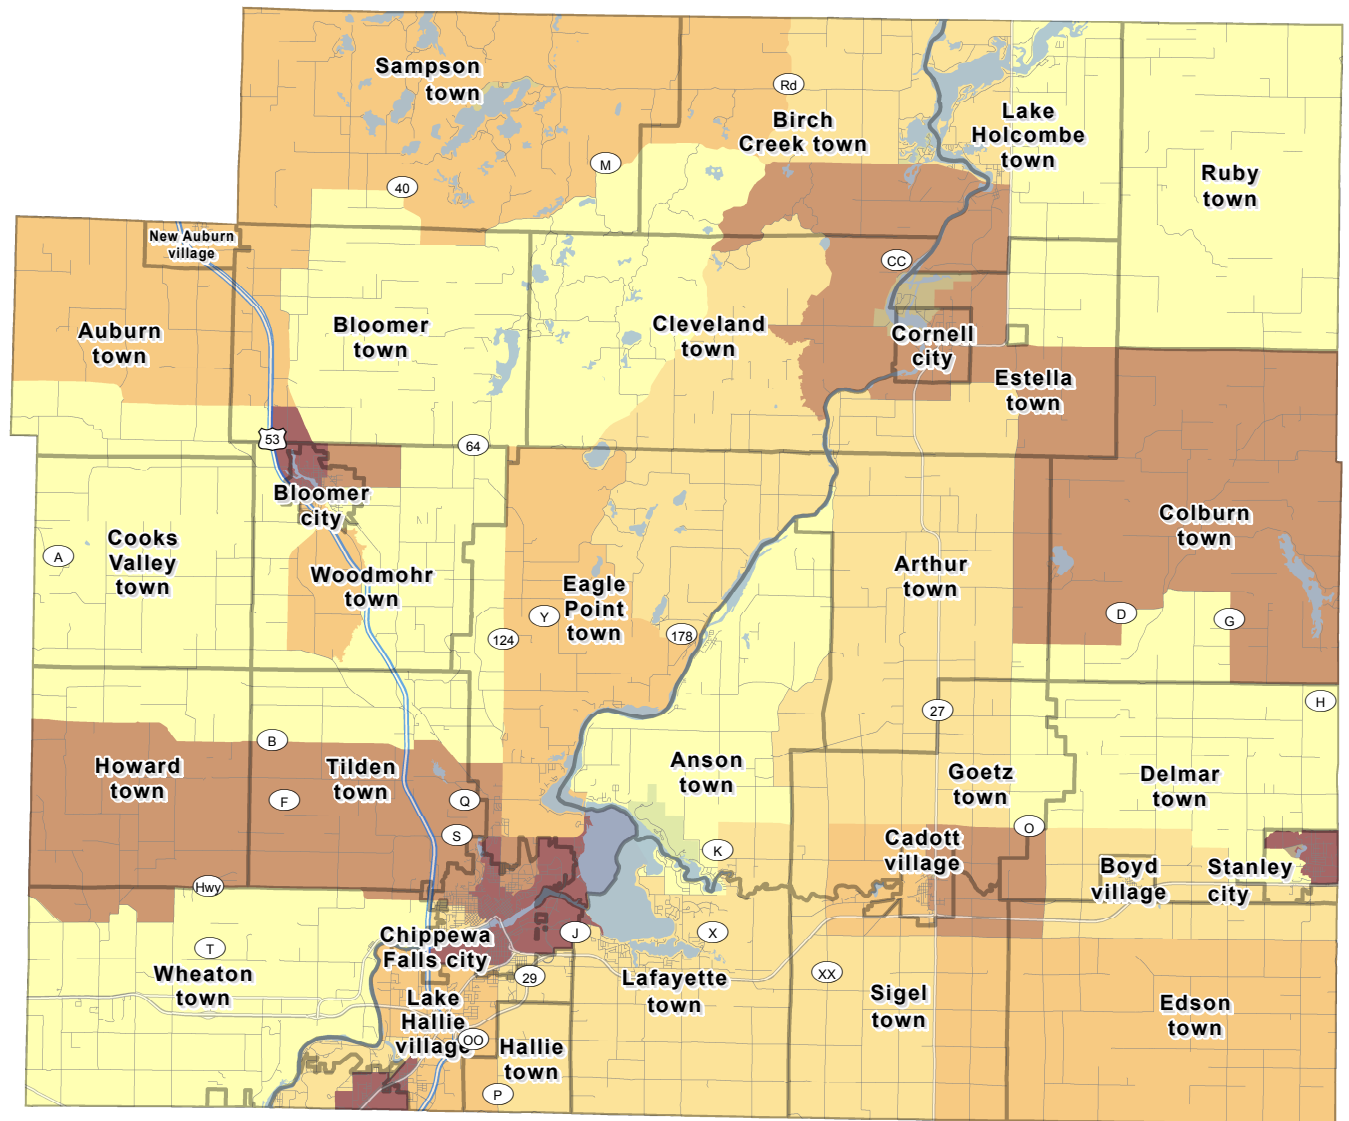 Sampson
town
Rd
Birch
Creek town
Lake
Holcombe
town
M
40
Ruby
town
New Auburn
village
CC
Auburn
town
Bloomer
town
Cleveland
town
Cornell
city
Estella
town
53
64
Bloomer
city
Cooks
Valley
town
A
Colburn
town
Woodmohr
town
Eagle
Point
town
Y
124
178
Arthur
town
D
G
H
27
B
Howard
town
Tilden
town
F
Q
S
Anson
town
Goetz
town
Delmar
town
O
K
Cadott
village
Boyd
village
Stanley
city
Hwy
T
Wheaton
town
Chippewa
Falls city
J
X
29
Lafayette
town
XX
Sigel
town
Edson
town
Lake
Hallie
village
OO
Hallie
town
P